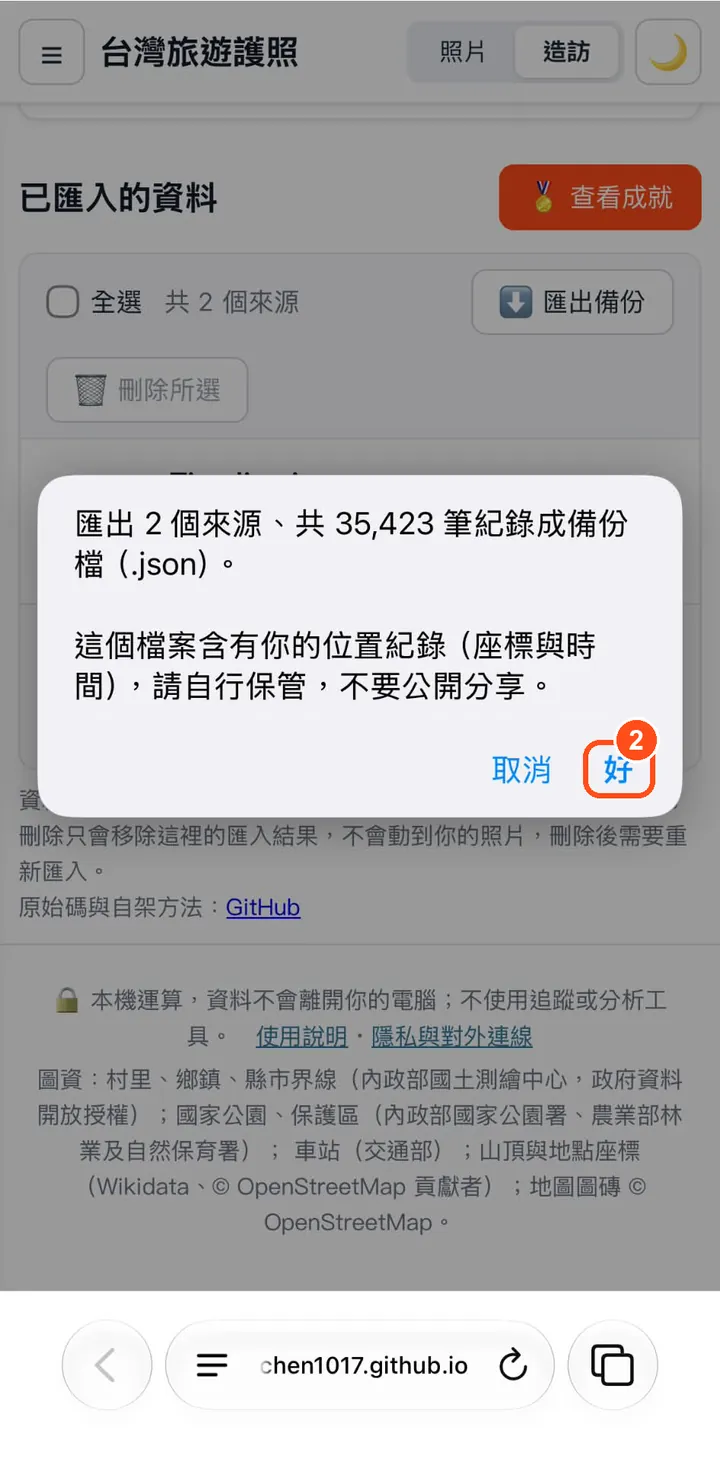 台灣旅遊護照
照片
造訪
已匯入的資料
查看成就
全選
共 2 個來源
匯出備份
刪除所選
匯出 2 個來源、共 35,423 筆紀錄成備份
檔（.json）。
這個檔案含有你的位置紀錄（座標與時
間），請自行保管，不要公開分享。
2
取消
好
資
刪除只會移除這裡的匯入結果，不會動到你的照片，刪除後需要重
新匯入。
原始碼與自架方法：GitHub
本機運算，資料不會離開你的電腦；不使用追蹤或分析工
具。 使用說明·隱私與對外連線
圖資：村里、鄉鎮、縣市界線（內政部國土測繪中心，政府資料
開放授權）；國家公園、保護區（內政部國家公園署、農業部林
業及自然保育署）； 車站（交通部）；山頂與地點座標
（Wikidata、© OpenStreetMap 貢獻者）；地圖圖磚 ©
OpenStreetMap。
chen1017.github.io